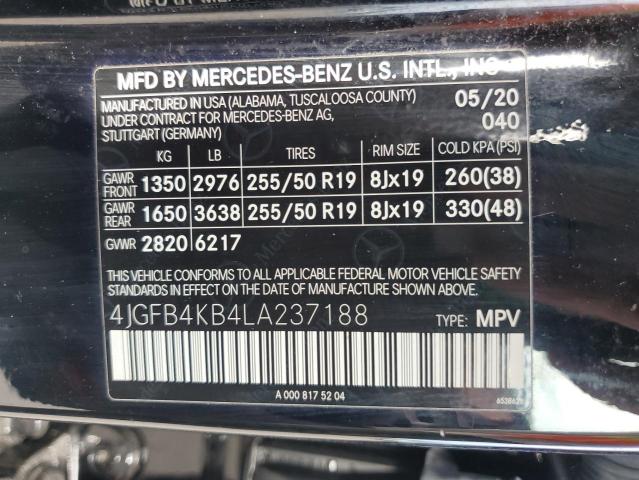 MFD BY MERCEDES-BENZ U.S. INTL., INC
MANUFACTURED IN USA (ALABAMA, TUSCALOOSA COUNTY) 05/20
UNDER CONTRACT FOR MERCEDES-BENZ AG, 040
STUTTGART (GERMANY)
KG LB TIRES RIM SIZE COLD KPA (PSI)
GAWR FRONT 1350 2976 255/50 R19 8Jx19 260(38)
GAWR REAR 1650 3638 255/50 R19 8Jx19 330(48)
GVWR 2820 6217
THIS VEHICLE CONFORMS TO ALL APPLICABLE FEDERAL MOTOR VEHICLE SAFETY
STANDARDS IN EFFECT ON THE DATE OF MANUFACTURE SHOWN ABOVE.
4JGFB4KB4LA237188 TYPE: MPV
A 000 817 52 04